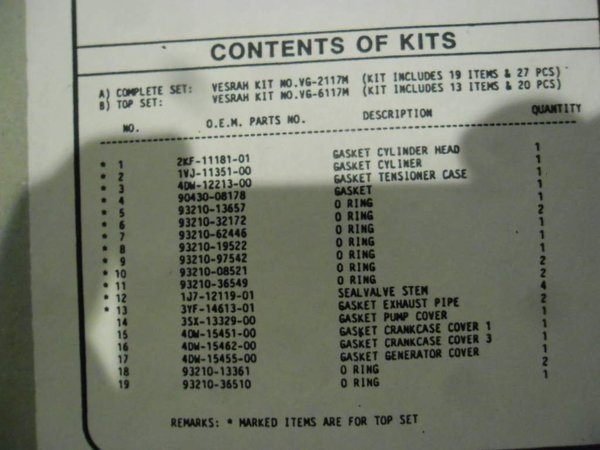 CONTENTS OF KITS
A) COMPLETE SET: VESRAH KIT NO.VG-2117M (KIT INCLUDES 19 ITEMS & 27 PCS)
B) TOP SET: VESRAH KIT NO.VG-6117M (KIT INCLUDES 13 ITEMS & 20 PCS)
NO. O.E.M. PARTS NO. DESCRIPTION QUANTITY
* 1 2KF-11181-01 GASKET CYLINDER HEAD 1
* 2 1VJ-11351-00 GASKET CYLINER 1
* 3 4DW-12213-00 GASKET TENSIONER CASE 1
* 4 90430-08178 GASKET 1
* 5 93210-13657 O RING 2
* 6 93210-32172 O RING 1
* 7 93210-62446 O RING 1
* 8 93210-19522 O RING 1
* 9 93210-97542 O RING 2
* 10 93210-08521 O RING 1
* 11 93210-36549 O RING 2
* 12 1J7-12119-01 SEALVALVE STEM 4
* 13 3YF-14613-01 GASKET EXHAUST PIPE 2
14 3SX-13329-00 GASKET PUMP COVER 1
15 4DW-15451-00 GASKET CRANKCASE COVER 1 1
16 4DW-15462-00 GASKET CRANKCASE COVER 3 1
17 4DW-15455-00 GASKET GENERATOR COVER 1
18 93210-13361 O RING 2
19 93210-36510 O RING 1
REMARKS: * MARKED ITEMS ARE FOR TOP SET